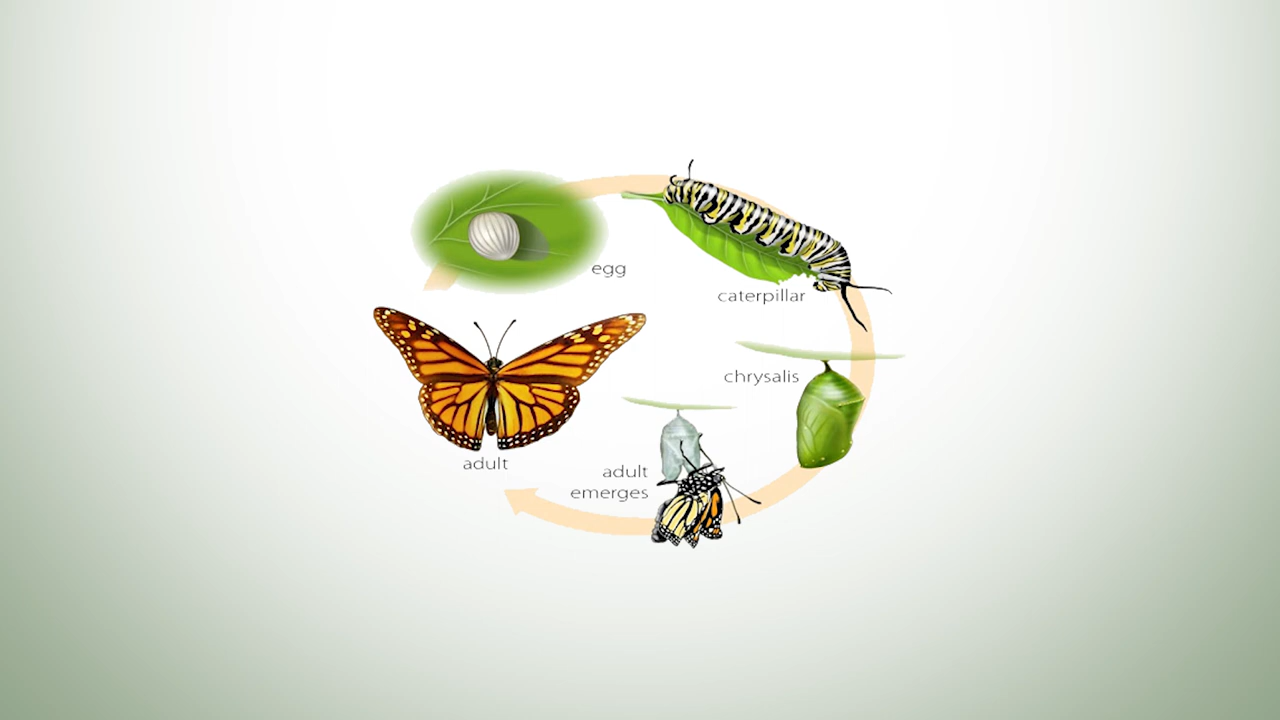 egg
caterpillar
chrysalis
adult
emerges
adult